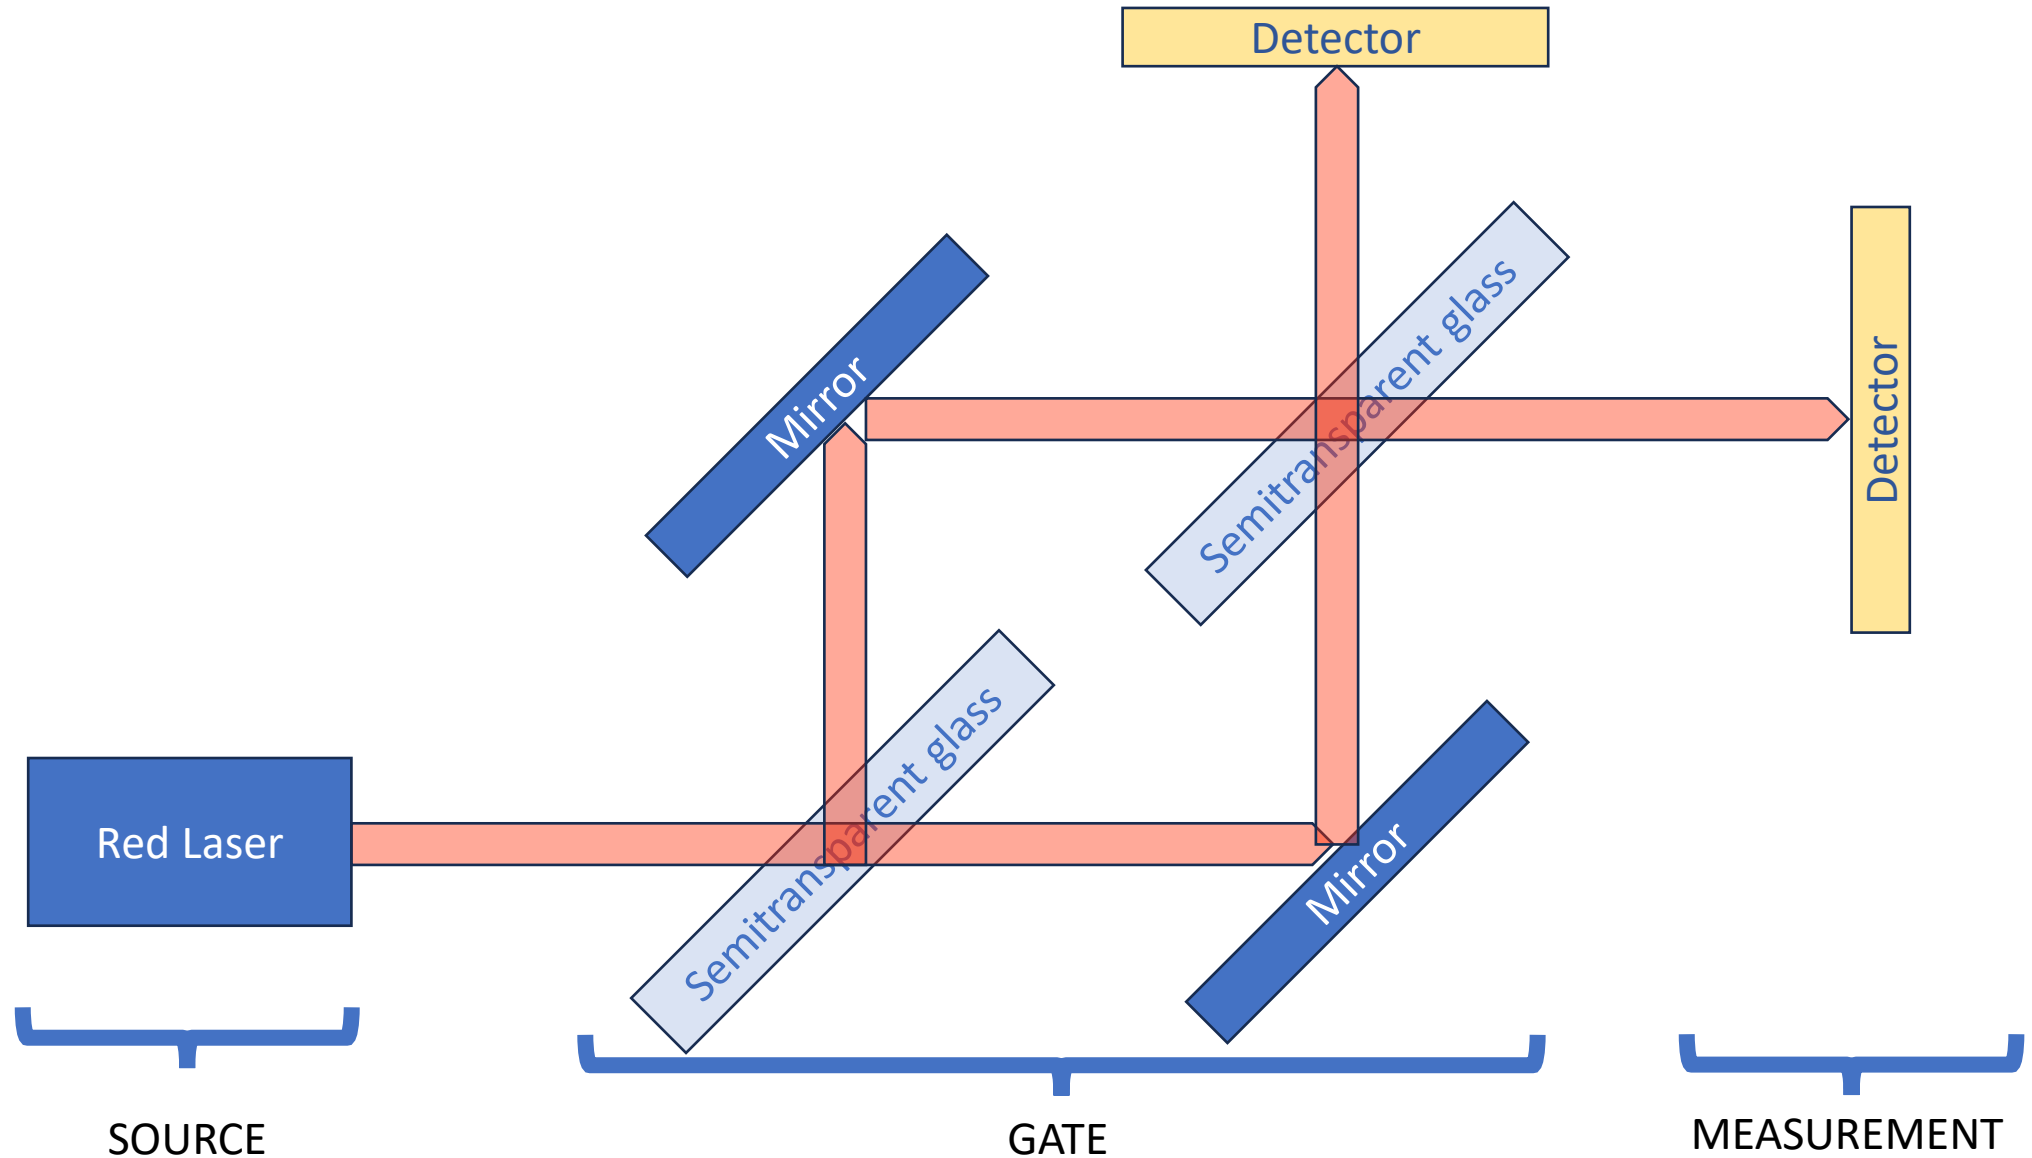 Detector
Mirror
Semitransparent glass
Detector
Semitransparent glass
Mirror
Red Laser
SOURCE
GATE
MEASUREMENT